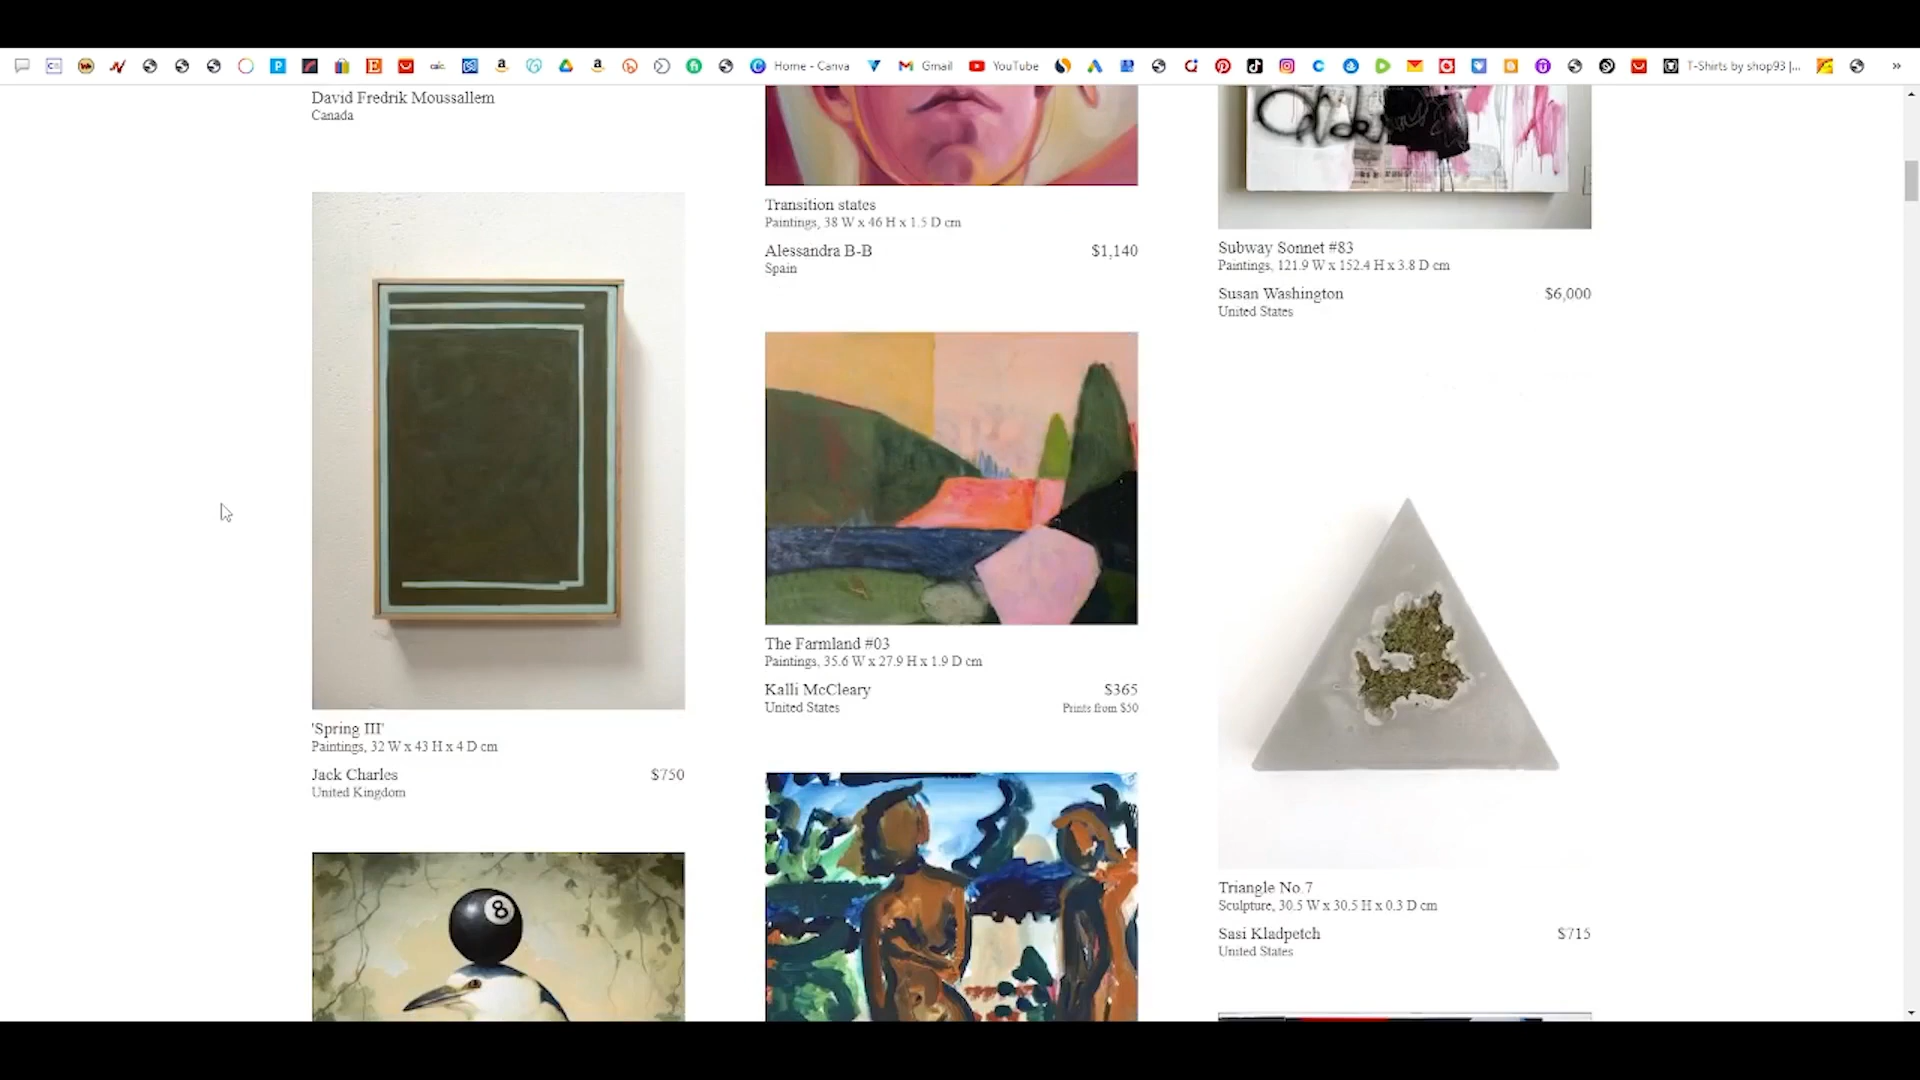 Home - Canva
Gmail
YouTube
T-Shirts by shop93 |...
David Fredrik Moussallem
Canada
'Spring III'
Paintings, 32 W x 43 H x 4 D cm
Jack Charles
$750
United Kingdom
8
Transition states
Paintings, 38 W x 46 H x 1.5 D cm
Alessandra B-B
$1,140
Spain
The Farmland #03
Paintings, 35.6 W x 27.9 H x 1.9 D cm
Kalli McCleary
$365
United States
Prints from $50
Subway Sonnet #83
Paintings, 121.9 W x 152.4 H x 3.8 D cm
Susan Washington
$6,000
United States
Triangle No.7
Sculpture, 30.5 W x 30.5 H x 0.3 D cm
Sasi Kladpetch
$715
United States